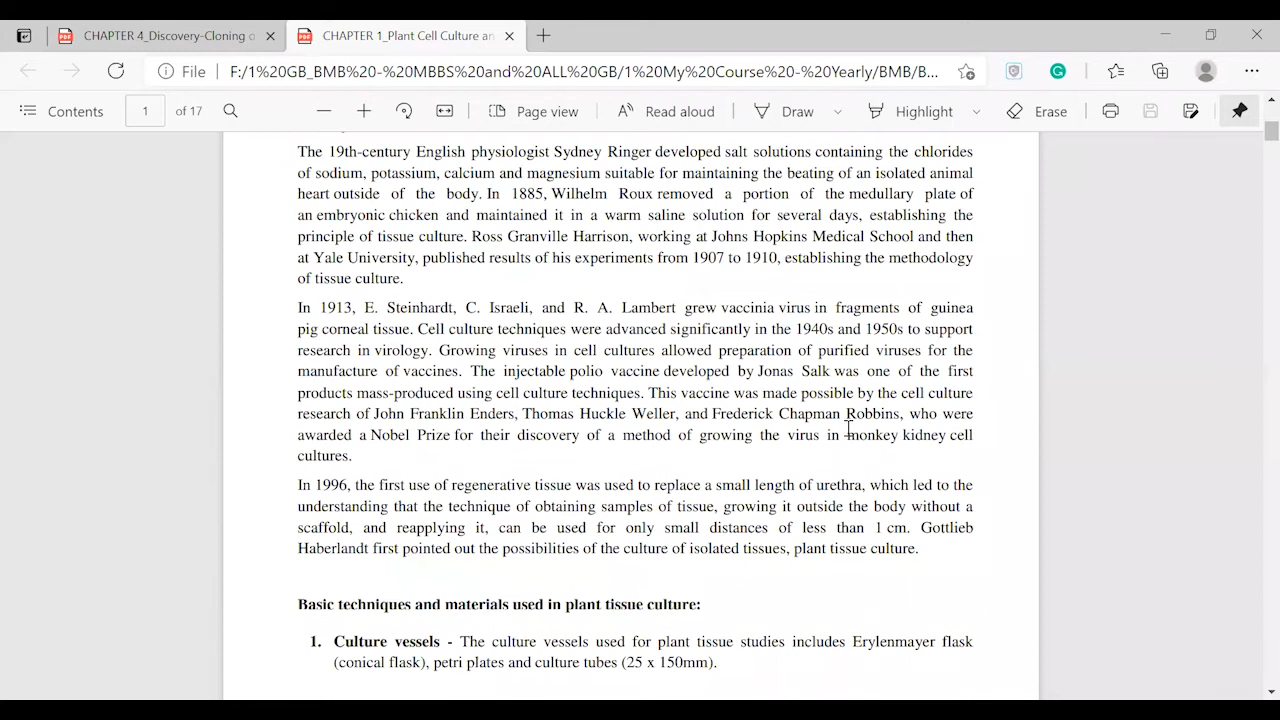 CHAPTER 4_Discovery-Cloning o
CHAPTER 1_Plant Cell Culture an
File
F:/1%20GB_BMB%20-%20MBBS%20and%20ALL%20GB/1%20My%20Course%20-%20Yearly/BMB/B...
Contents
1
of 17
Page view
Read aloud
Draw
Highlight
Erase
The 19th-century English physiologist Sydney Ringer developed salt solutions containing the chlorides
of sodium, potassium, calcium and magnesium suitable for maintaining the beating of an isolated animal
heart outside of the body. In 1885, Wilhelm Roux removed a portion of the medullary plate of
an embryonic chicken and maintained it in a warm saline solution for several days, establishing the
principle of tissue culture. Ross Granville Harrison, working at Johns Hopkins Medical School and then
at Yale University, published results of his experiments from 1907 to 1910, establishing the methodology
of tissue culture.
In 1913, E. Steinhardt, C. Israeli, and R. A. Lambert grew vaccinia virus in fragments of guinea
pig corneal tissue. Cell culture techniques were advanced significantly in the 1940s and 1950s to support
research in virology. Growing viruses in cell cultures allowed preparation of purified viruses for the
manufacture of vaccines. The injectable polio vaccine developed by Jonas Salk was one of the first
products mass-produced using cell culture techniques. This vaccine was made possible by the cell culture
research of John Franklin Enders, Thomas Huckle Weller, and Frederick Chapman Robbins, who were
awarded a Nobel Prize for their discovery of a method of growing the virus in monkey kidney cell
cultures.
In 1996, the first use of regenerative tissue was used to replace a small length of urethra, which led to the
understanding that the technique of obtaining samples of tissue, growing it outside the body without a
scaffold, and reapplying it, can be used for only small distances of less than 1 cm. Gottlieb
Haberlandt first pointed out the possibilities of the culture of isolated tissues, plant tissue culture.
Basic techniques and materials used in plant tissue culture:
1. Culture vessels - The culture vessels used for plant tissue studies includes Erylenmayer flask
(conical flask), petri plates and culture tubes (25 x 150mm).